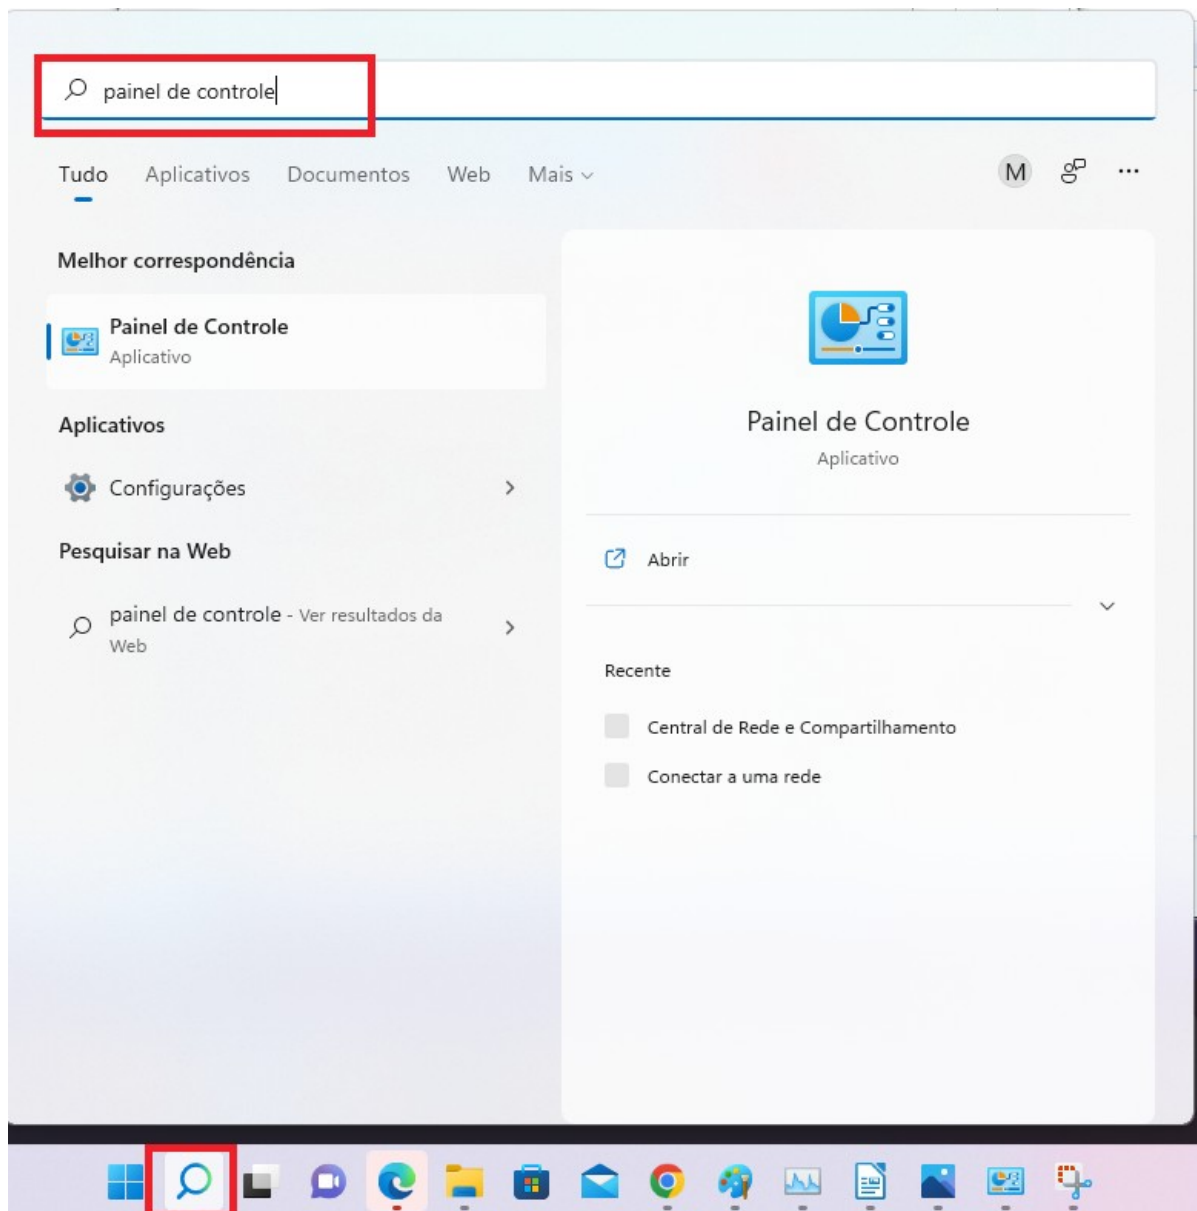 painel de controle
Tudo Aplicativos Documentos Web Mais
M
Melhor correspondência
Painel de Controle
Aplicativo
Aplicativos
Configurações
Pesquisar na Web
painel de controle - Ver resultados da
Web
Painel de Controle
Aplicativo
Abrir
Recente
Central de Rede e Compartilhamento
Conectar a uma rede